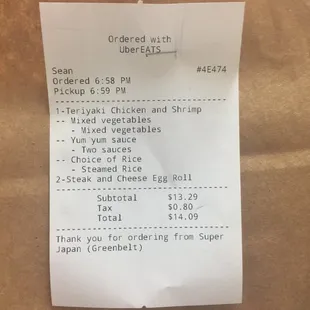 Ordered with
UberEATS
Sean #4E474
Ordered 6:58 PM
Pickup 6:59 PM
1-Teriyaki Chicken and Shrimp
-- Mixed vegetables
- Mixed vegetables
-- Yum yum sauce
- Two sauces
-- Choice of Rice
- Steamed Rice
2-Steak and Cheese Egg Roll
Subtotal $13.29
Tax $0.80
Total $14.09
Thank you for ordering from Super
Japan (Greenbelt)